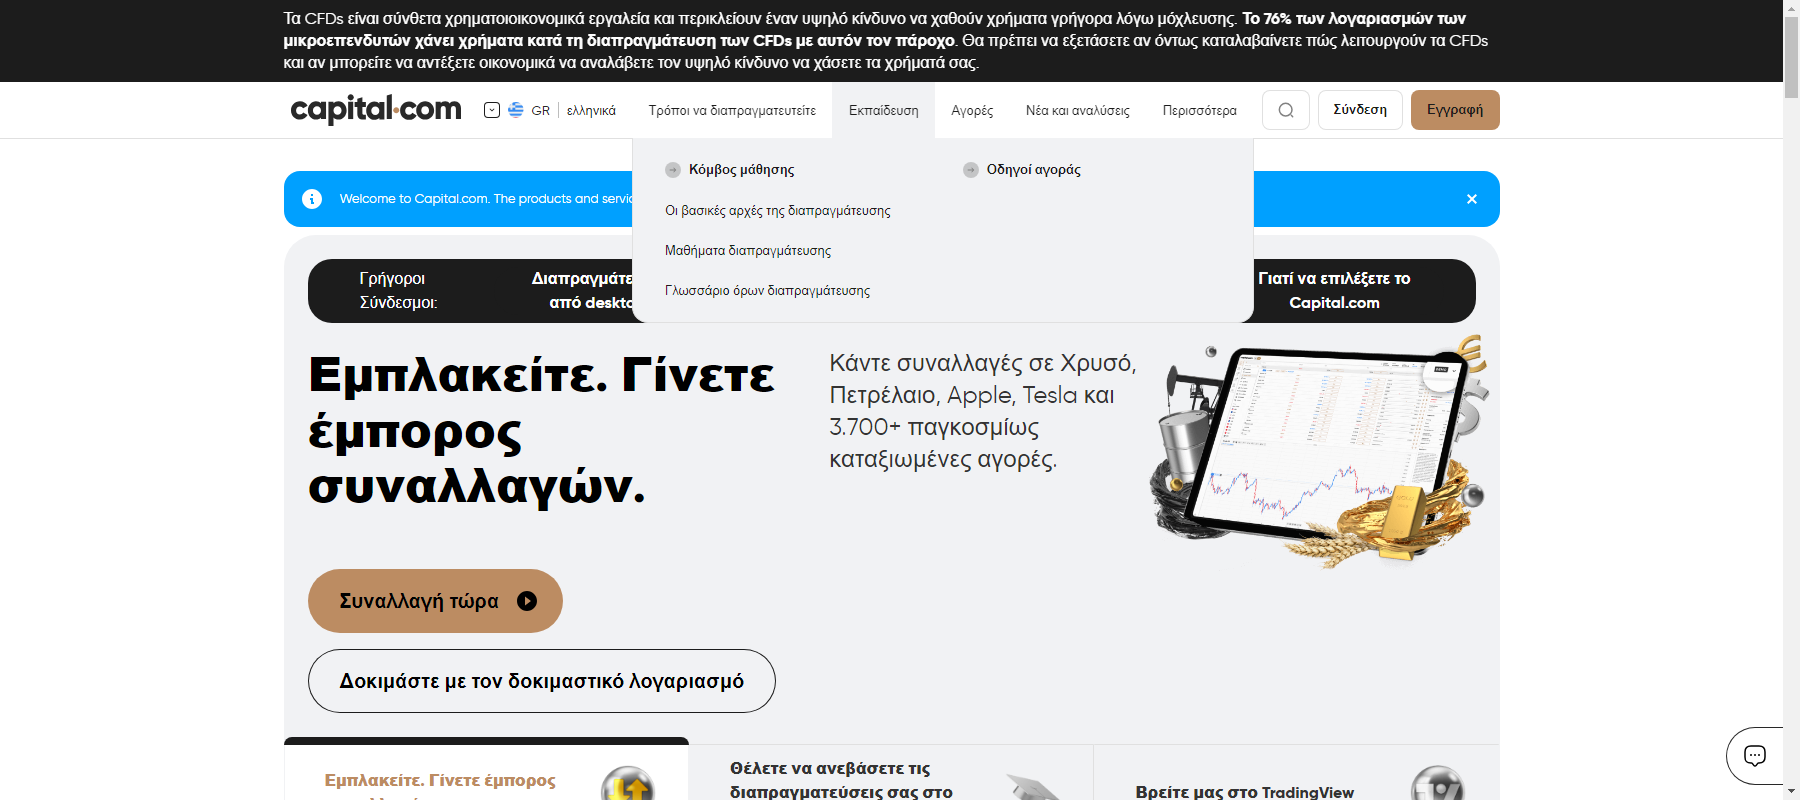 Τα CFDs είναι σύνθετα χρηματοιοικονομικά εργαλεία και περικλείουν έναν υψηλό κίνδυνο να χαθούν χρήματα γρήγορα λόγω μόχλευσης. Το 76% των λογαριασμών των
μικροεπενδυτών χάνει χρήματα κατά τη διαπραγμάτευση των CFDs με αυτόν τον πάροχο. Θα πρέπει να εξετάσετε αν όντως καταλαβαίνετε πώς λειτουργούν τα CFDs
και αν μπορείτε να αντέξετε οικονομικά να αναλάβετε τον υψηλό κίνδυνο να χάσετε τα χρήματά σας.
capital.com GR ελληνικά Τρόποι να διαπραγματευτείτε Εκπαίδευση Αγορές Νέα και αναλύσεις Περισσότερα Σύνδεση Εγγραφή
Κόμβος μάθησης Οδηγοί αγοράς
Οι βασικές αρχές της διαπραγμάτευσης
Μαθήματα διαπραγμάτευσης
Γλωσσάριο όρων διαπραγμάτευσης
Welcome to Capital.com. The products and servic
Γρήγοροι
Σύνδεσμοι:
Διαπραγμάτε
από deskto
Γιατί να επιλέξετε το
Capital.com
Εμπλακείτε. Γίνετε
έμπορος
συναλλαγών.
Κάντε συναλλαγές σε Χρυσό,
Πετρέλαιο, Apple, Tesla και
3.700+ παγκοσμίως
καταξιωμένες αγορές.
Συναλλαγή τώρα
Δοκιμάστε με τον δοκιμαστικό λογαριασμό
Εμπλακείτε. Γίνετε έμπορος
Θέλετε να ανεβάσετε τις
διαπραγματεύσεις σας στο
Βρείτε μας στο TradingView